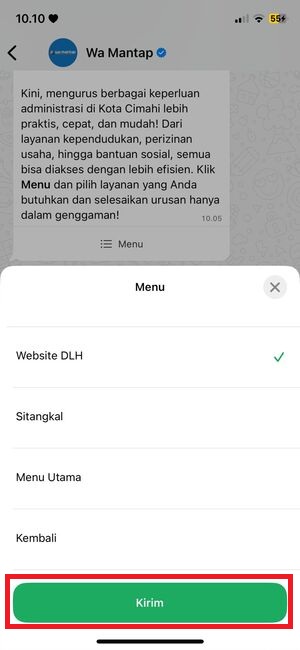 10.10
55
Wa Mantap
Kini, mengurus berbagai keperluan
administrasi di Kota Cimahi lebih
praktis, cepat, dan mudah! Dari
layanan kependudukan, perizinan
usaha, hingga bantuan sosial, semua
bisa diakses dengan lebih efisien. Klik
Menu dan pilih layanan yang Anda
butuhkan dan selesaikan urusan hanya
dalam genggaman!
10.05
Menu
Menu
Website DLH
Sitangkal
Menu Utama
Kembali
Kirim